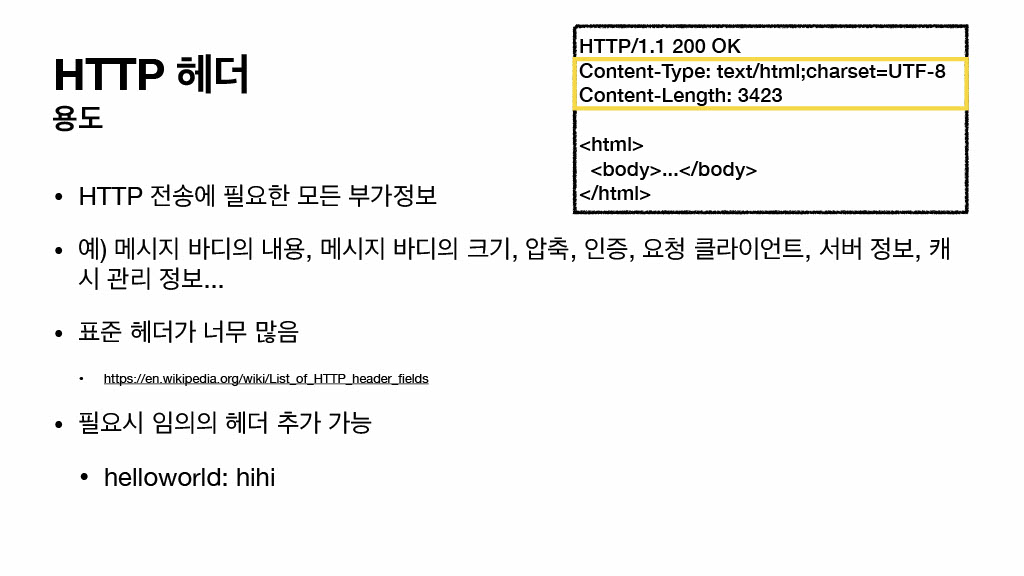 HTTP 헤더
용도
HTTP/1.1 200 OK
Content-Type: text/html;charset=UTF-8
Content-Length: 3423
<html>
<body>...</body>
</html>
• HTTP 전송에 필요한 모든 부가정보
• 예) 메시지 바디의 내용, 메시지 바디의 크기, 압축, 인증, 요청 클라이언트, 서버 정보, 캐
시 관리 정보...
• 표준 헤더가 너무 많음
• https://en.wikipedia.org/wiki/List_of_HTTP_header_fields
• 필요시 임의의 헤더 추가 가능
• helloworld: hihi